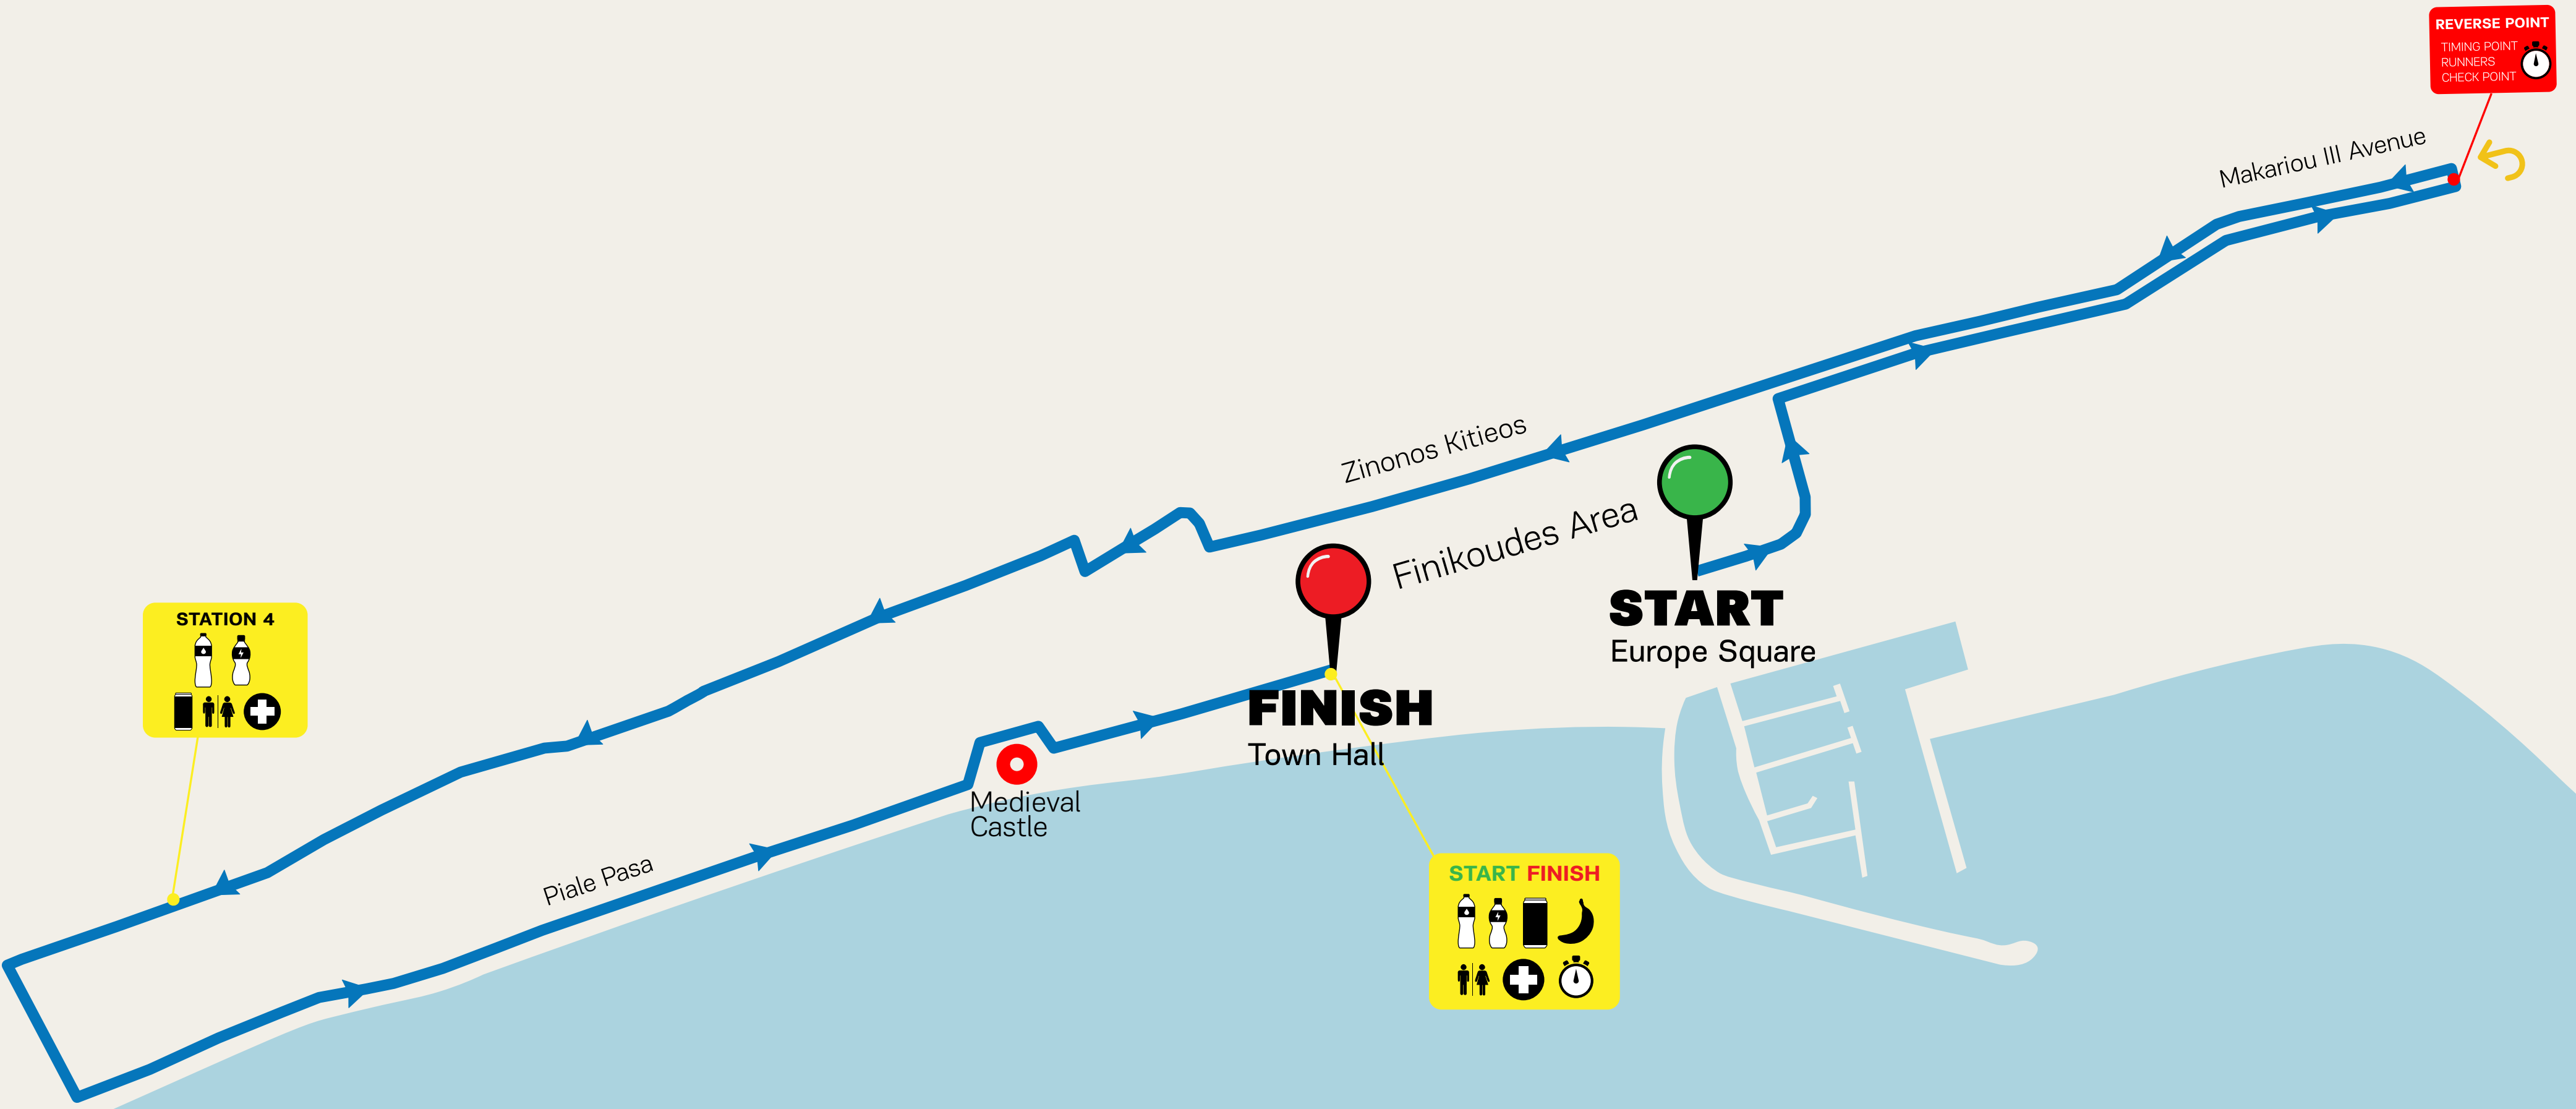 REVERSE POINT
TIMING POINT
RUNNERS
CHECK POINT
Makariou III Avenue
Zinonos Kitieos
Finikoudes Area
START
Europe Square
STATION 4
FINISH
Town Hall
Medieval
Castle
Piale Pasa
START FINISH